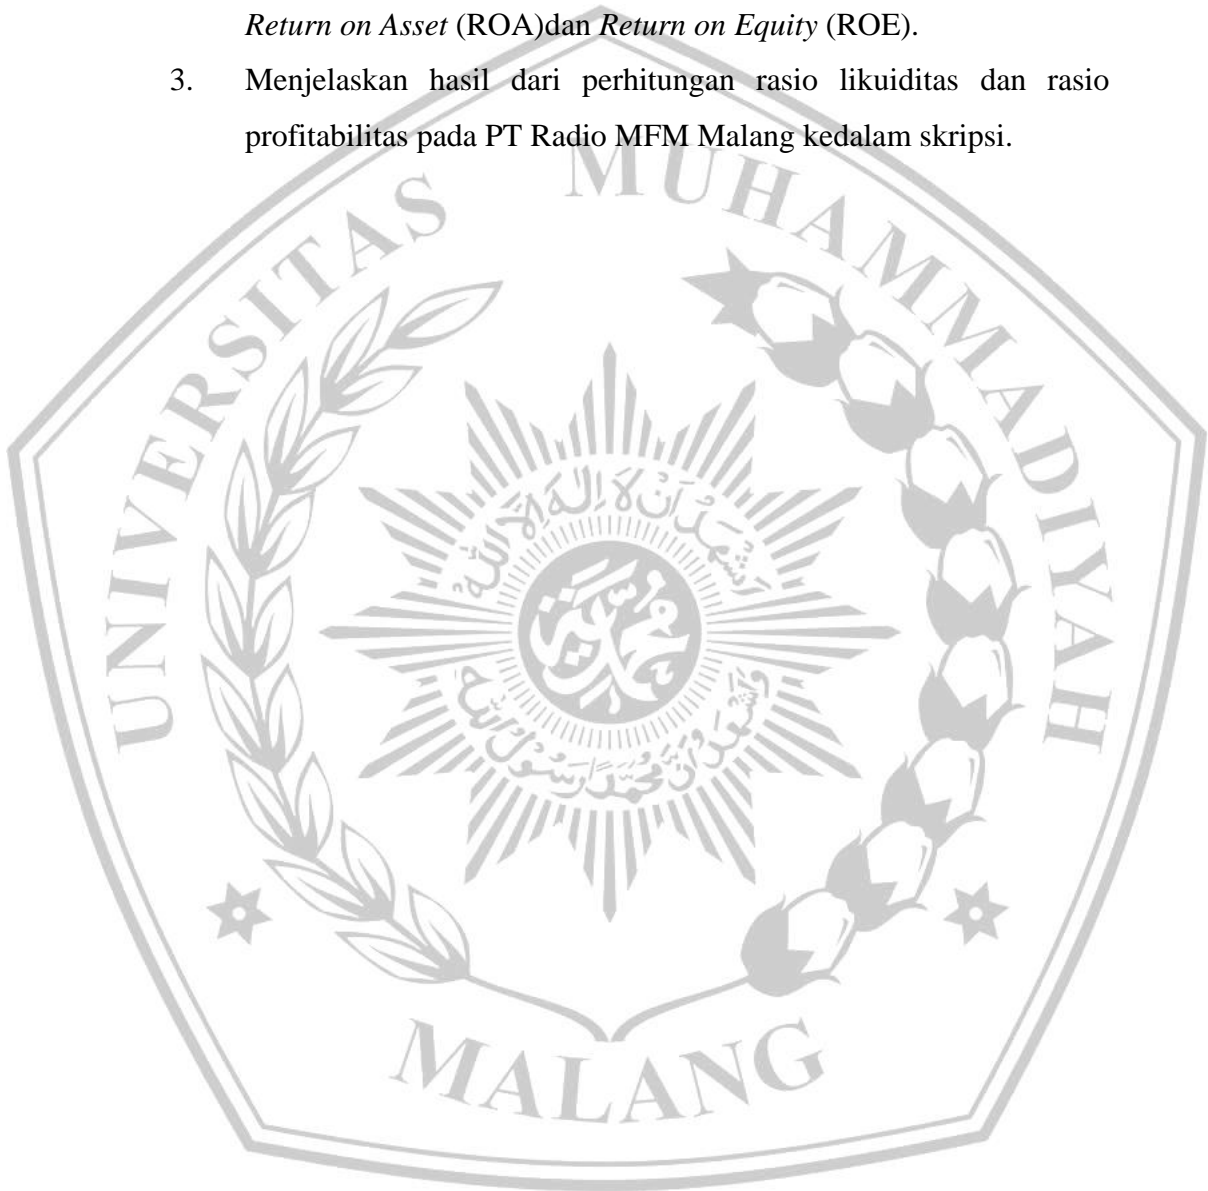 Return on Asset (ROA)dan Return on Equity (ROE).
3. Menjelaskan hasil dari perhitungan rasio likuiditas dan rasio
profitabilitas pada PT Radio MFM Malang kedalam skripsi.
UNIVERSITAS MUHAMMADIYAH
MALANG